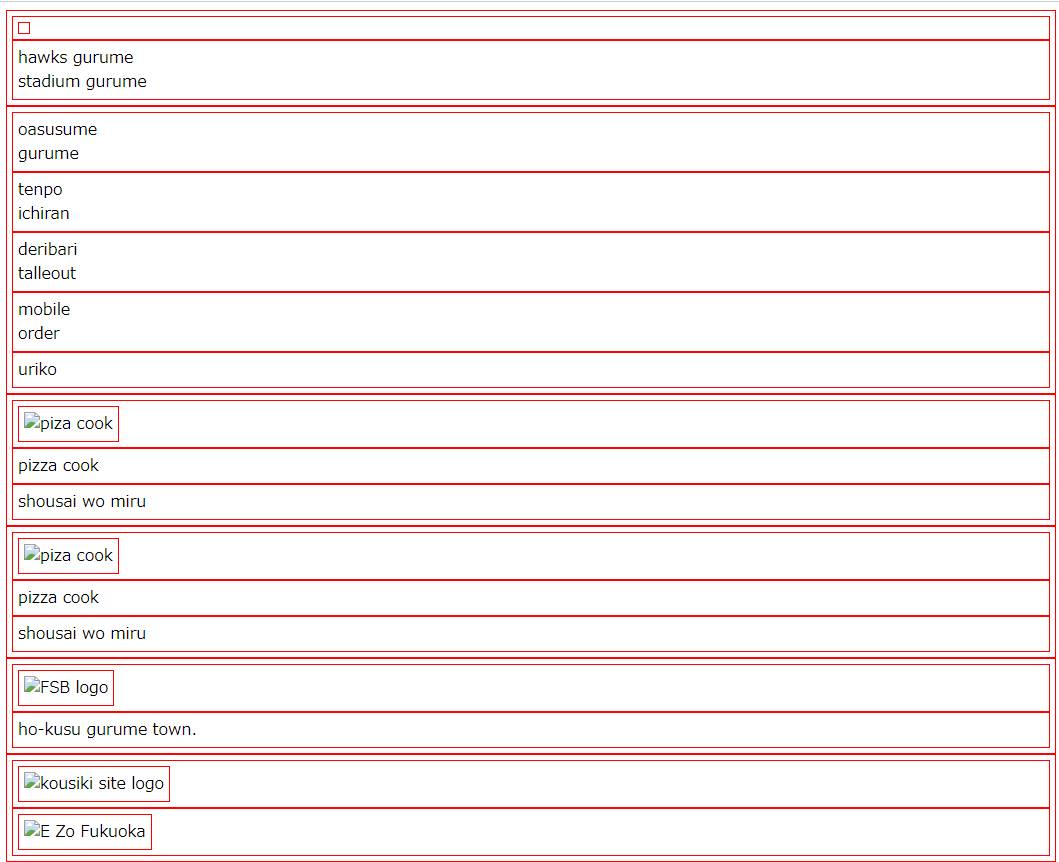 hawks gurume
stadium gurume
oasusume
gurume
tenpo
ichiran
deribari
talleout
mobile
order
uriko
piza cook
pizza cook
shousai wo miru
piza cook
pizza cook
shousai wo miru
FSB logo
ho-kusu gurume town.
kousiki site logo
E Zo Fukuoka